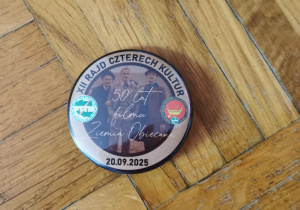 XII RAJD CZTERECH KULTUR
50 lat
filmu
Ziemia Obiecana
20.09.2025